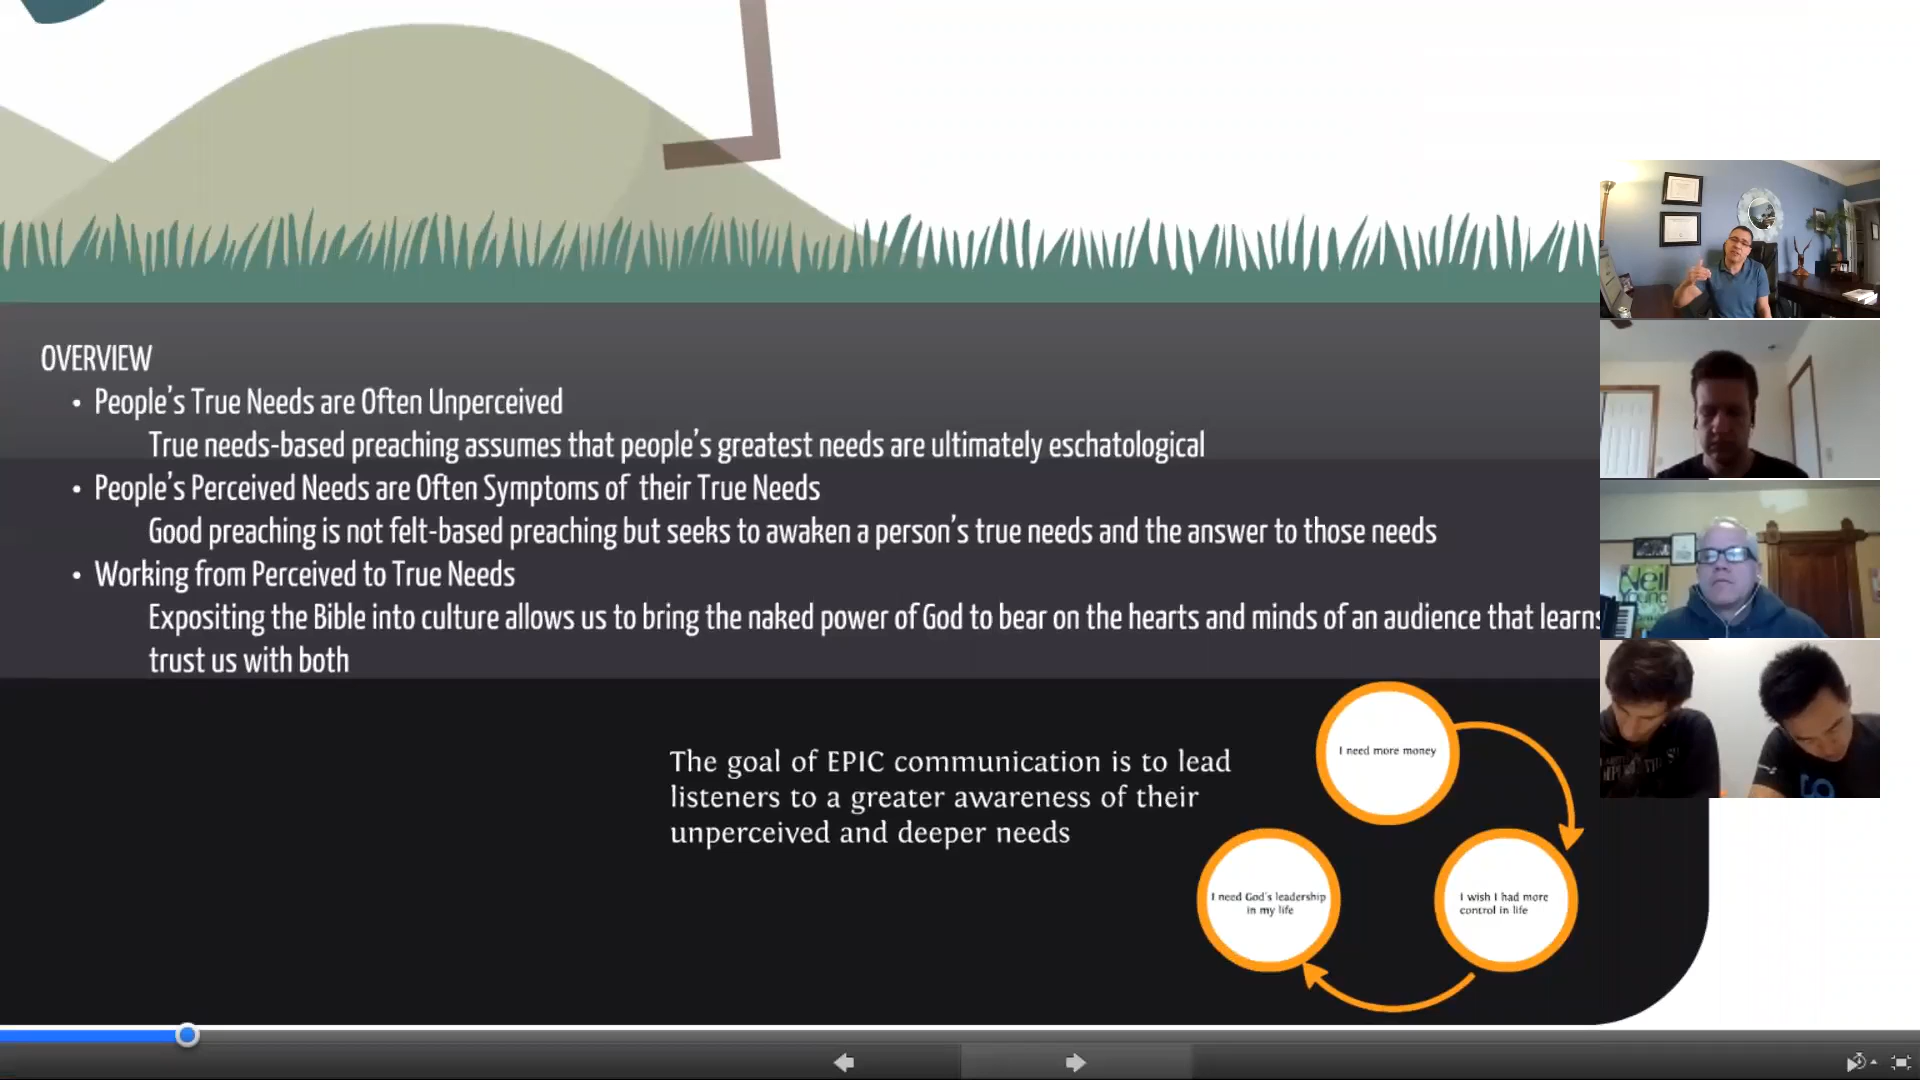 OVERVIEW
• People's True Needs are Often Unperceived
True needs-based preaching assumes that people's greatest needs are ultimately eschatological
• People's Perceived Needs are Often Symptoms of their True Needs
Good preaching is not felt-based preaching but seeks to awaken a person's true needs and the answer to those needs
• Working from Perceived to True Needs
Expositing the Bible into culture allows us to bring the naked power of God to bear on the hearts and minds of an audience that learns
trust us with both
The goal of EPIC communication is to lead
listeners to a greater awareness of their
unperceived and deeper needs
I need more money
I wish I had more
control in life
I need God's leadership
in my life
Neil
Young